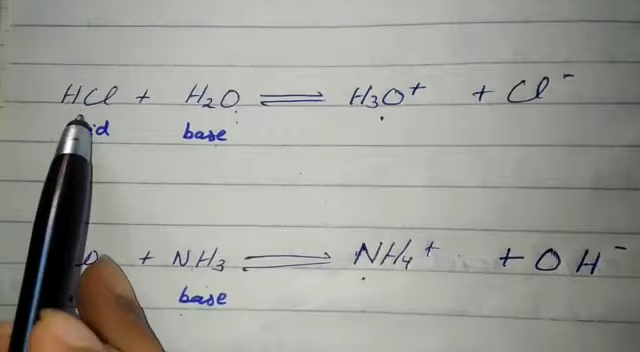 HCl + H₂O ⇌ H₃O⁺ + Cl⁻
base
+ NH₃ ⇌ NH₄⁺ + OH⁻
base